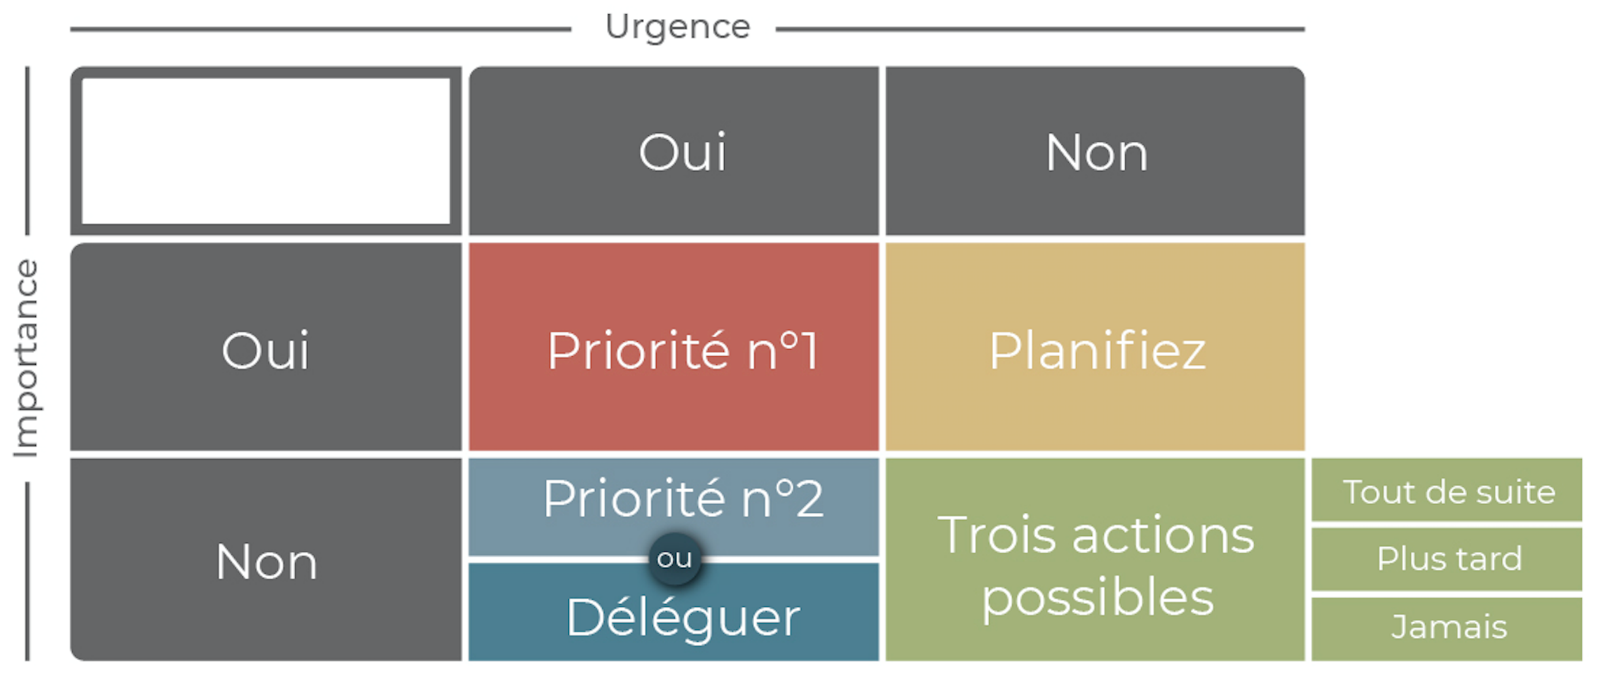 Urgence
Oui
Non
Importance
Oui
Priorité n°1
Planifiez
Non
Priorité n°2
ou
Déléguer
Trois actions
possibles
Tout de suite
Plus tard
Jamais